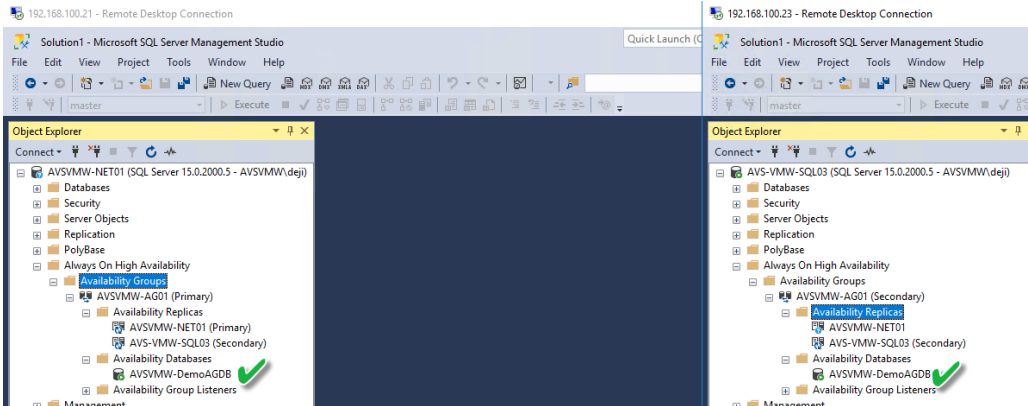 192.168.100.21 - Remote Desktop Connection
Solution1 - Microsoft SQL Server Management Studio
Quick Launch (C
File Edit View Project Tools Window Help
New Query
MDX DMX XMLA DAX
master
Execute
Object Explorer
Connect
AVSVMW-NET01 (SQL Server 15.0.2000.5 - AVSVMW\deji)
Databases
Security
Server Objects
Replication
PolyBase
Always On High Availability
Availability Groups
AVSVMW-AG01 (Primary)
Availability Replicas
AVSVMW-NET01 (Primary)
AVS-VMW-SQL03 (Secondary)
Availability Databases
AVSVMW-DemoAGDB
Availability Group Listeners
Management
192.168.100.23 - Remote Desktop Connection
Solution1 - Microsoft SQL Server Management Studio
File Edit View Project Tools Window Help
New Query
master
Execute
Object Explorer
Connect
AVS-VMW-SQL03 (SQL Server 15.0.2000.5 - AVSVMW\deji)
Databases
Security
Server Objects
Replication
PolyBase
Always On High Availability
Availability Groups
AVSVMW-AG01 (Secondary)
Availability Replicas
AVSVMW-NET01
AVS-VMW-SQL03 (Secondary)
Availability Databases
AVSVMW-DemoAGDB
Availability Group Listeners
Management